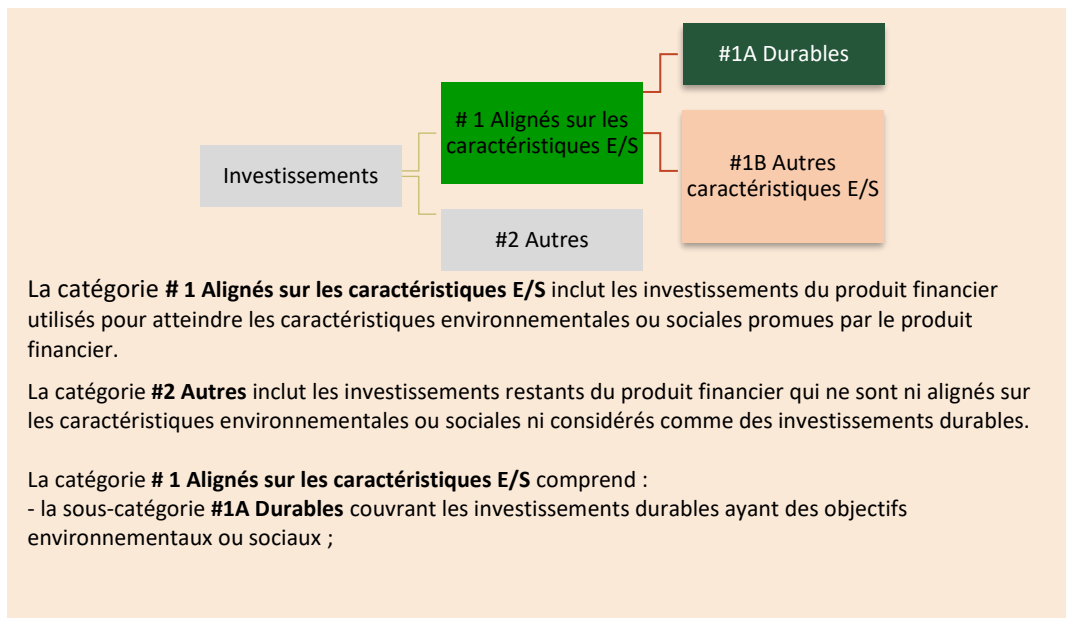 #1A Durables
# 1 Alignés sur les
caractéristiques E/S
#1B Autres
caractéristiques E/S
Investissements
#2 Autres
La catégorie # 1 Alignés sur les caractéristiques E/S inclut les investissements du produit financier
utilisés pour atteindre les caractéristiques environnementales ou sociales promues par le produit
financier.
La catégorie #2 Autres inclut les investissements restants du produit financier qui ne sont ni alignés sur
les caractéristiques environnementales ou sociales ni considérés comme des investissements durables.
La catégorie # 1 Alignés sur les caractéristiques E/S comprend :
- la sous-catégorie #1A Durables couvrant les investissements durables ayant des objectifs
environnementaux ou sociaux ;